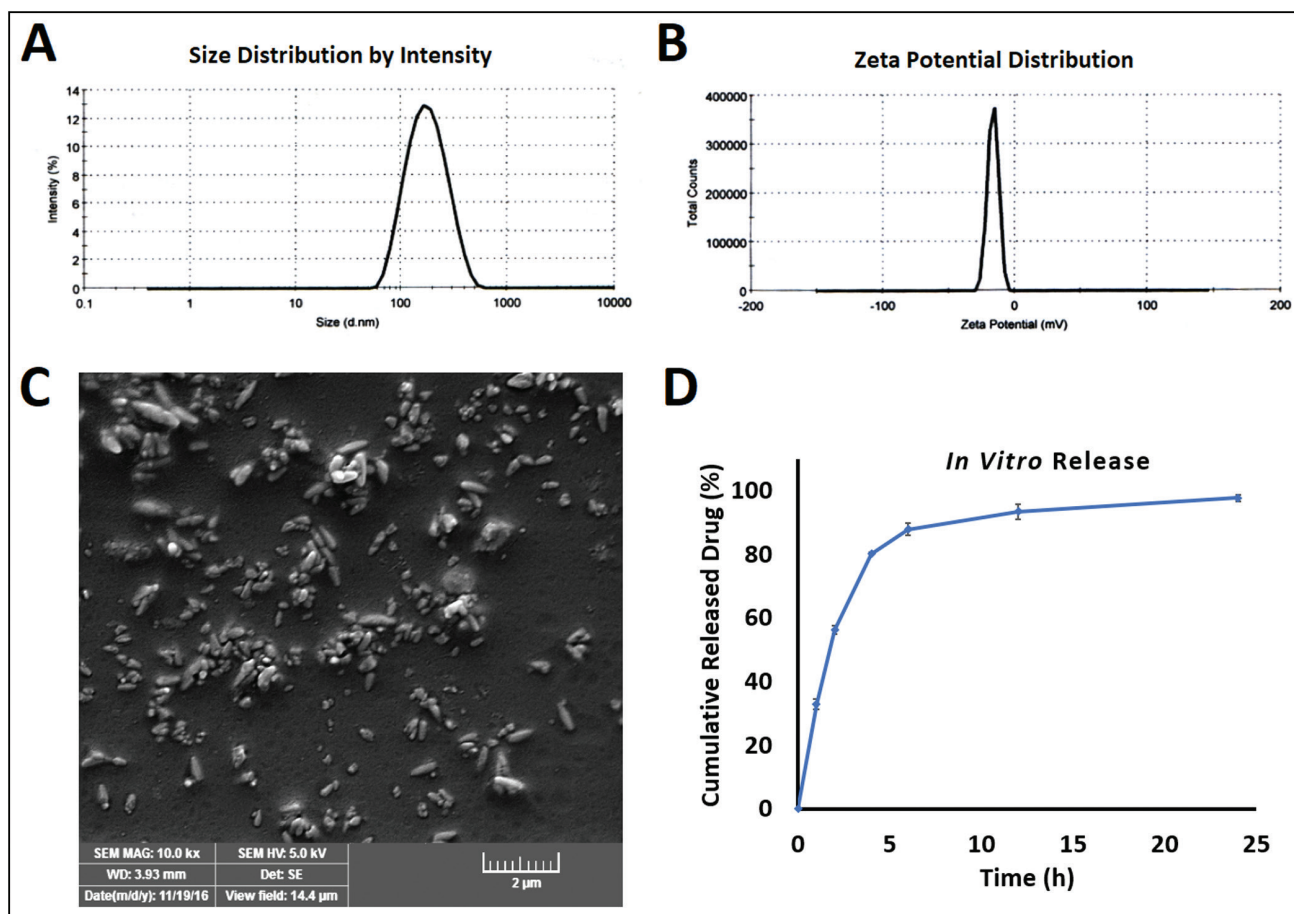 A
Size Distribution by Intensity
14
12
10
8
6
4
2
0
Intensity (%)
0.1 1 10 100 1000 10000
Size (d.nm)
B
Zeta Potential Distribution
400000
300000
200000
100000
0
Total Counts
-200 -100 0 100 200
Zeta Potential (mV)
C
SEM MAG: 10.0 kx SEM HV: 5.0 kV
WD: 3.93 mm Det: SE
2 µm
Date(m/d/y): 11/19/16 View field: 14.4 µm
D
In Vitro Release
100
80
60
40
20
0
Cumulative Released Drug (%)
0 5 10 15 20 25
Time (h)